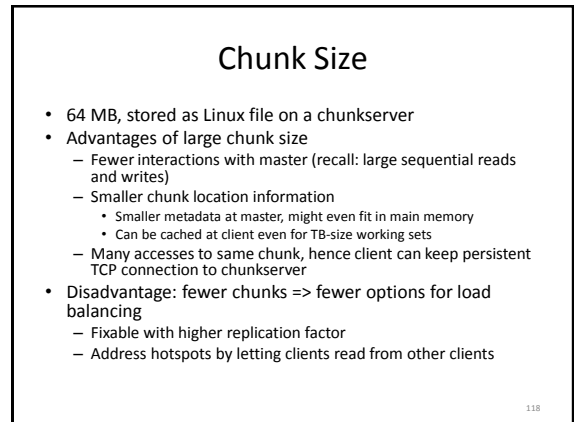 Chunk Size
• 64 MB, stored as Linux file on a chunkserver
• Advantages of large chunk size
– Fewer interactions with master (recall: large sequential reads
and writes)
– Smaller chunk location information
• Smaller metadata at master, might even fit in main memory
• Can be cached at client even for TB-size working sets
– Many accesses to same chunk, hence client can keep persistent
TCP connection to chunkserver
• Disadvantage: fewer chunks => fewer options for load
balancing
– Fixable with higher replication factor
– Address hotspots by letting clients read from other clients
118